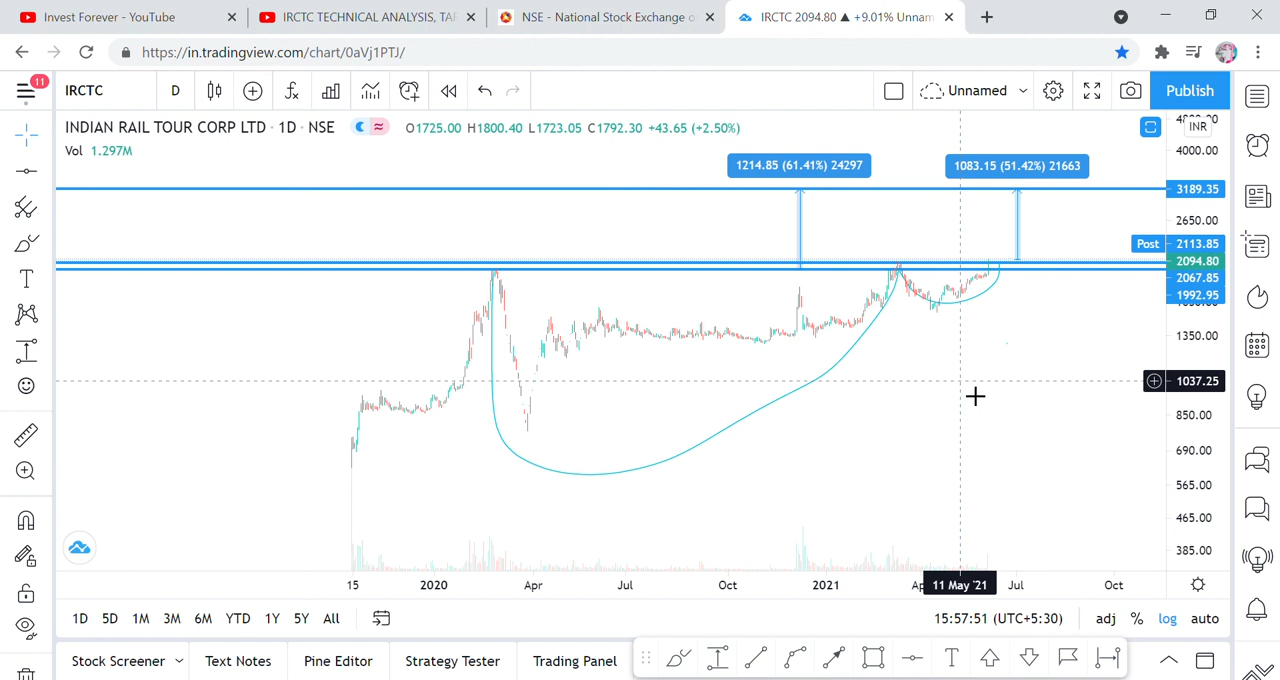 Invest Forever - YouTube
IRCTC TECHNICAL ANALYSIS, TAR
NSE - National Stock Exchange o
IRCTC 2094.80 ▲ +9.01% Unnam
https://in.tradingview.com/chart/0aVj1PTJ/
11
IRCTC
D
Unnamed
Publish
INDIAN RAIL TOUR CORP LTD · 1D · NSE
O1725.00 H1800.40 L1723.05 C1792.30 +43.65 (+2.50%)
Vol 1.297M
INR
4000.00
1214.85 (61.41%) 24297
1083.15 (51.42%) 21663
3189.35
2650.00
Post 2113.85
2094.80
2067.85
1992.95
1350.00
1037.25
850.00
690.00
565.00
465.00
385.00
15
2020
Apr
Jul
Oct
2021
Ap
11 May '21
Jul
Oct
1D 5D 1M 3M 6M YTD 1Y 5Y All
15:57:51 (UTC+5:30)
adj % log auto
Stock Screener
Text Notes
Pine Editor
Strategy Tester
Trading Panel